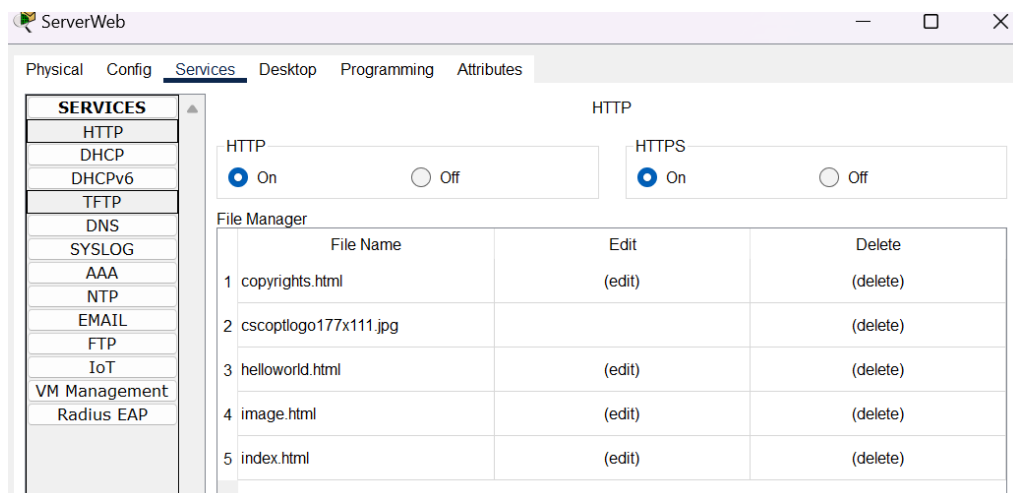 ServerWeb
Physical Config Services Desktop Programming Attributes
SERVICES
HTTP
DHCP
DHCPv6
TFTP
DNS
SYSLOG
AAA
NTP
EMAIL
FTP
IoT
VM Management
Radius EAP
HTTP
HTTP
On Off
HTTPS
On Off
File Manager
File Name Edit Delete
1 copyrights.html (edit) (delete)
2 cscoptlogo177x111.jpg (delete)
3 helloworld.html (edit) (delete)
4 image.html (edit) (delete)
5 index.html (edit) (delete)